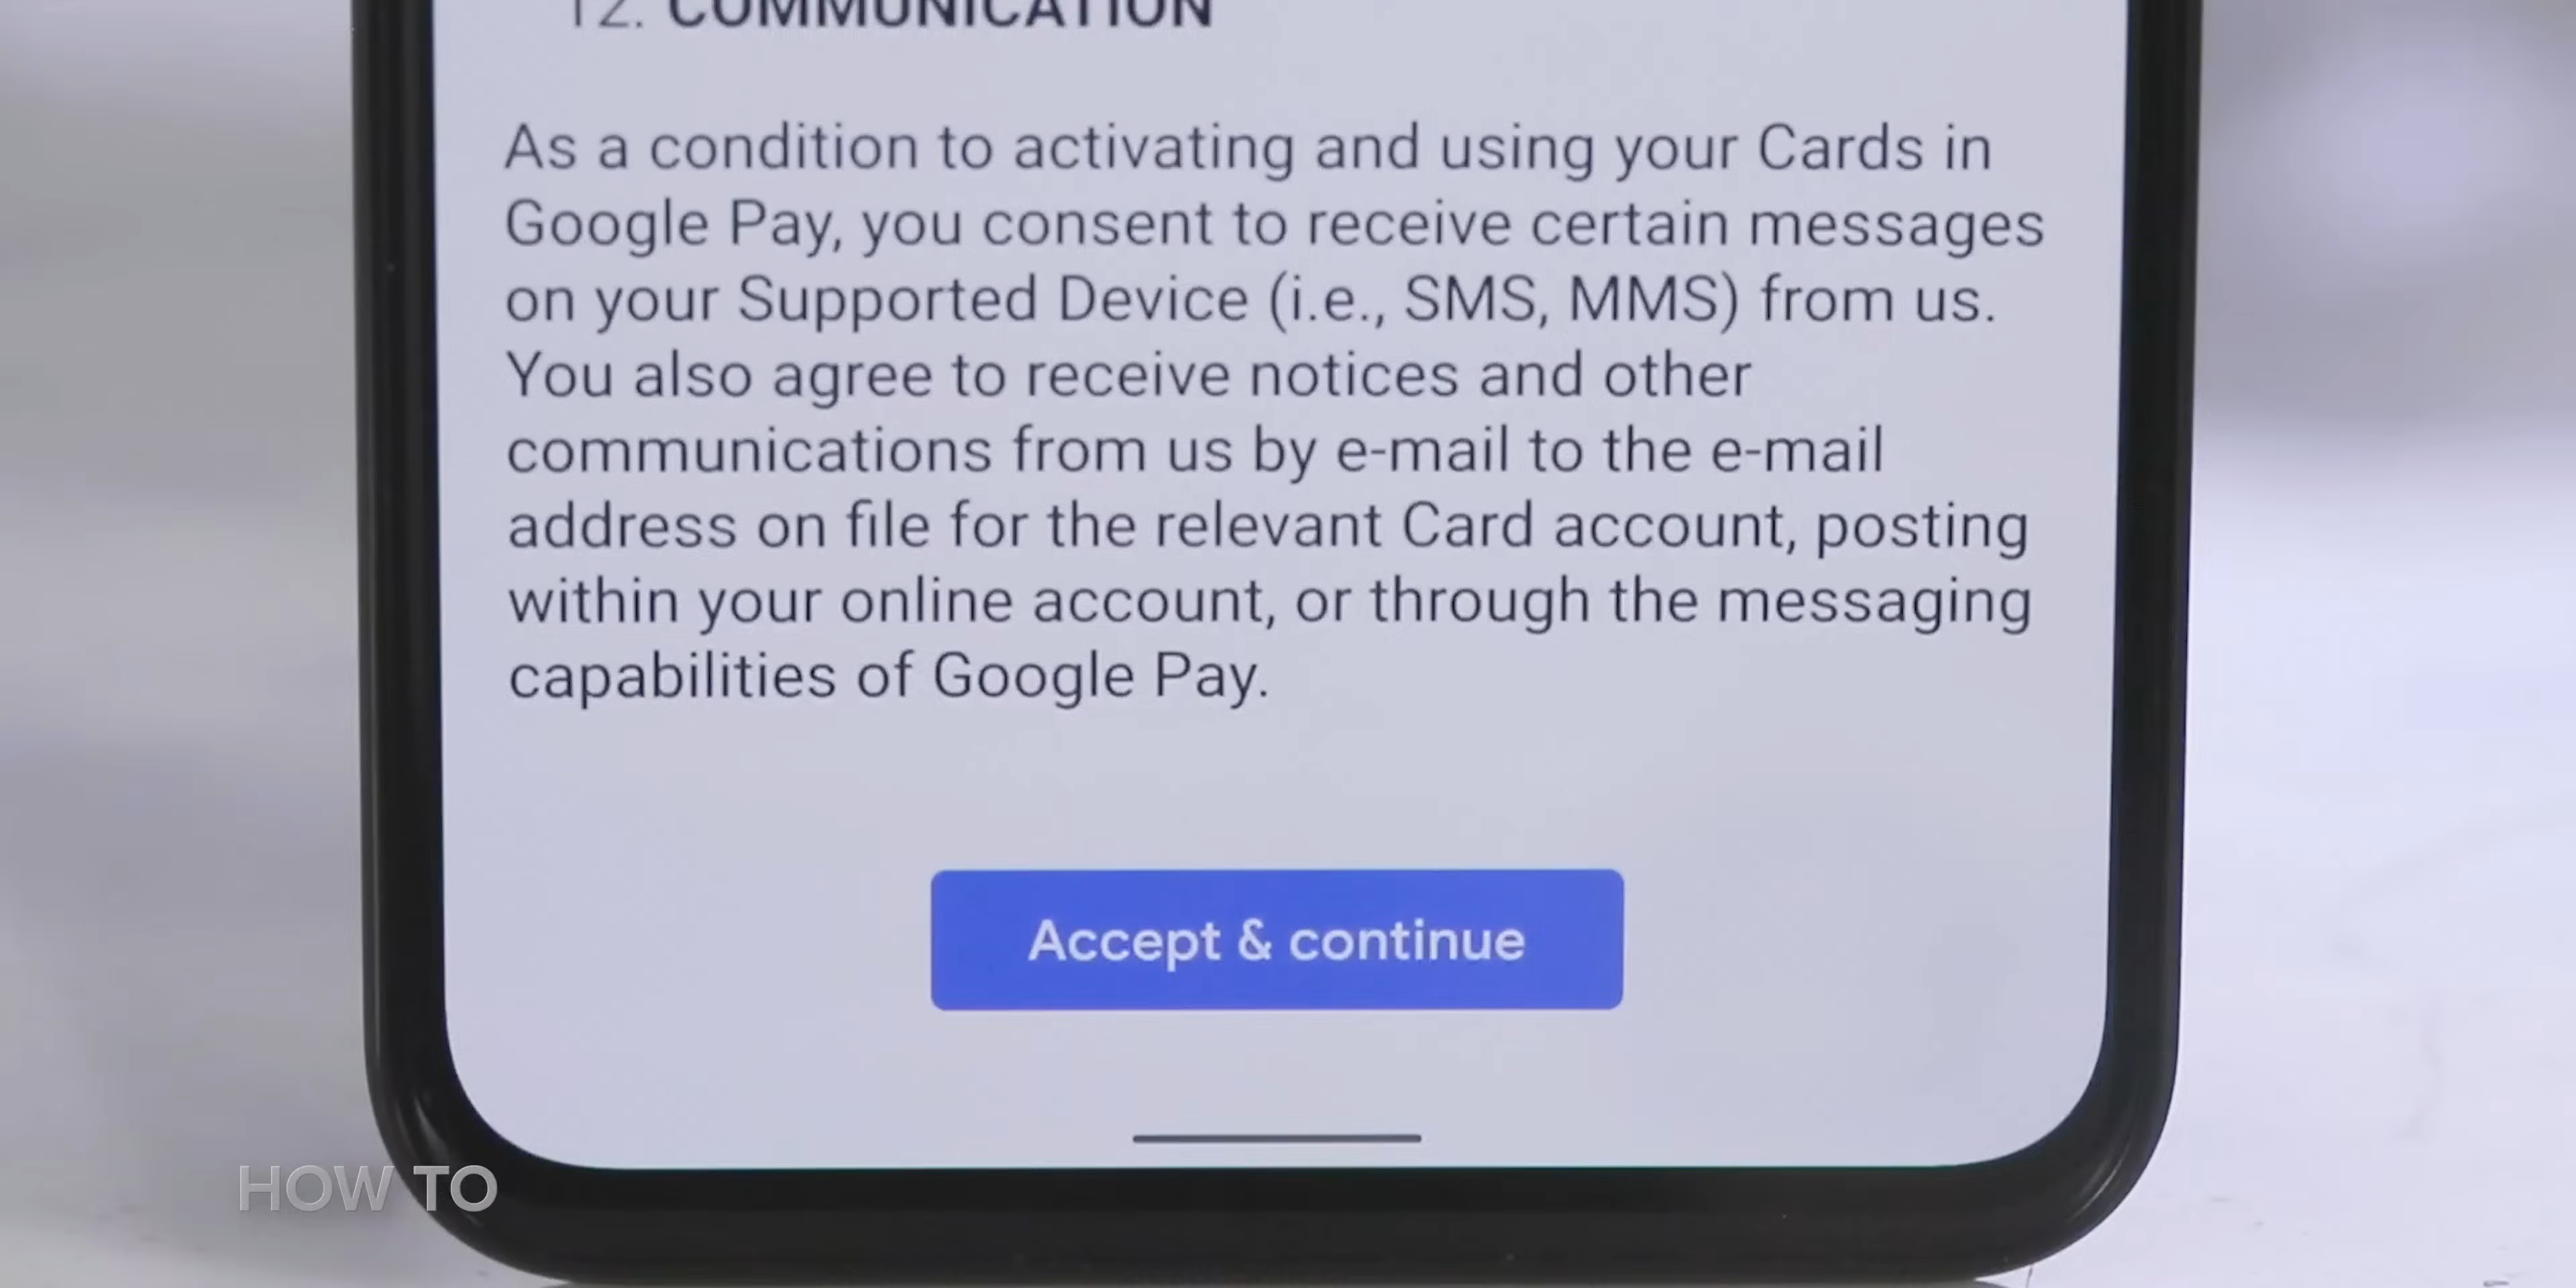 12. COMMUNICATION
As a condition to activating and using your Cards in
Google Pay, you consent to receive certain messages
on your Supported Device (i.e., SMS, MMS) from us.
You also agree to receive notices and other
communications from us by e-mail to the e-mail
address on file for the relevant Card account, posting
within your online account, or through the messaging
capabilities of Google Pay.
Accept & continue
HOW TO